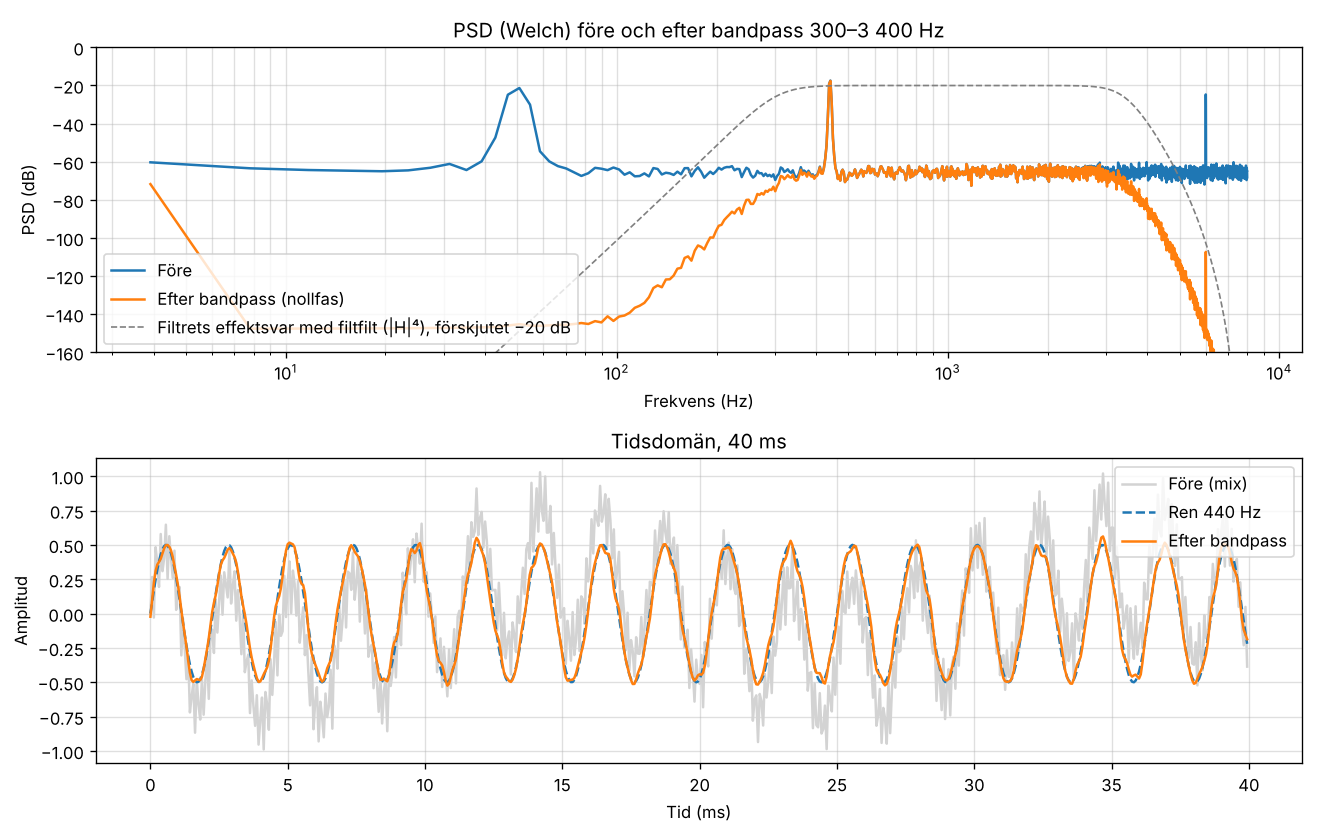 PSD (Welch) före och efter bandpass 300–3 400 Hz
0
−20
−40
−60
−80
−100
−120
−140
−160
PSD (dB)
Före
Efter bandpass (nollfas)
Filtrets effektsvar med filtfilt (|H|⁴), förskjutet −20 dB
10¹
10²
10³
10⁴
Frekvens (Hz)
Tidsdomän, 40 ms
1.00
0.75
0.50
0.25
0.00
−0.25
−0.50
−0.75
−1.00
Amplitud
Före (mix)
Ren 440 Hz
Efter bandpass
0
5
10
15
20
25
30
35
40
Tid (ms)